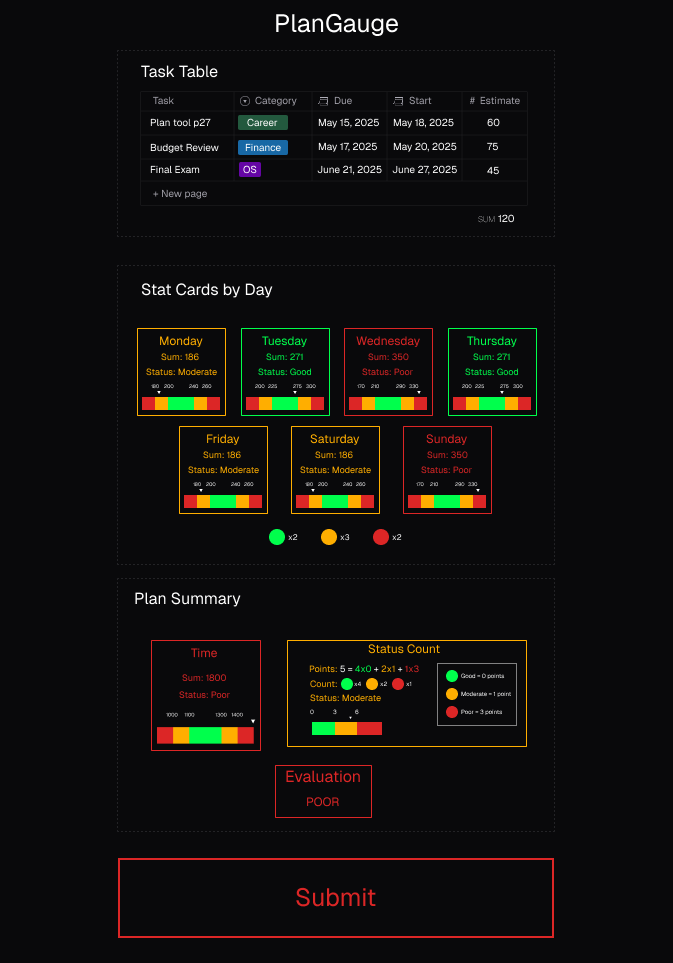 PlanGauge
Task Table
Task Category Due Start # Estimate
Plan tool p27 Career May 15, 2025 May 18, 2025 60
Budget Review Finance May 17, 2025 May 20, 2025 75
Final Exam OS June 21, 2025 June 27, 2025 45
+ New page
SUM 120
Stat Cards by Day
Monday
Sum: 186
Status: Moderate
180 200 240 260
Tuesday
Sum: 271
Status: Good
200 225 275 300
Wednesday
Sum: 350
Status: Poor
170 210 290 330
Thursday
Sum: 271
Status: Good
200 225 275 300
Friday
Sum: 186
Status: Moderate
180 200 240 260
Saturday
Sum: 186
Status: Moderate
180 200 240 260
Sunday
Sum: 350
Status: Poor
170 210 290 330
x2 x3 x2
Plan Summary
Time
Sum: 1800
Status: Poor
1000 1100 1300 1400
Status Count
Points: 5 = 4x0 + 2x1 + 1x3
Count: x4 x2 x1
Status: Moderate
0 3 6
Good = 0 points
Moderate = 1 point
Poor = 3 points
Evaluation
POOR
Submit